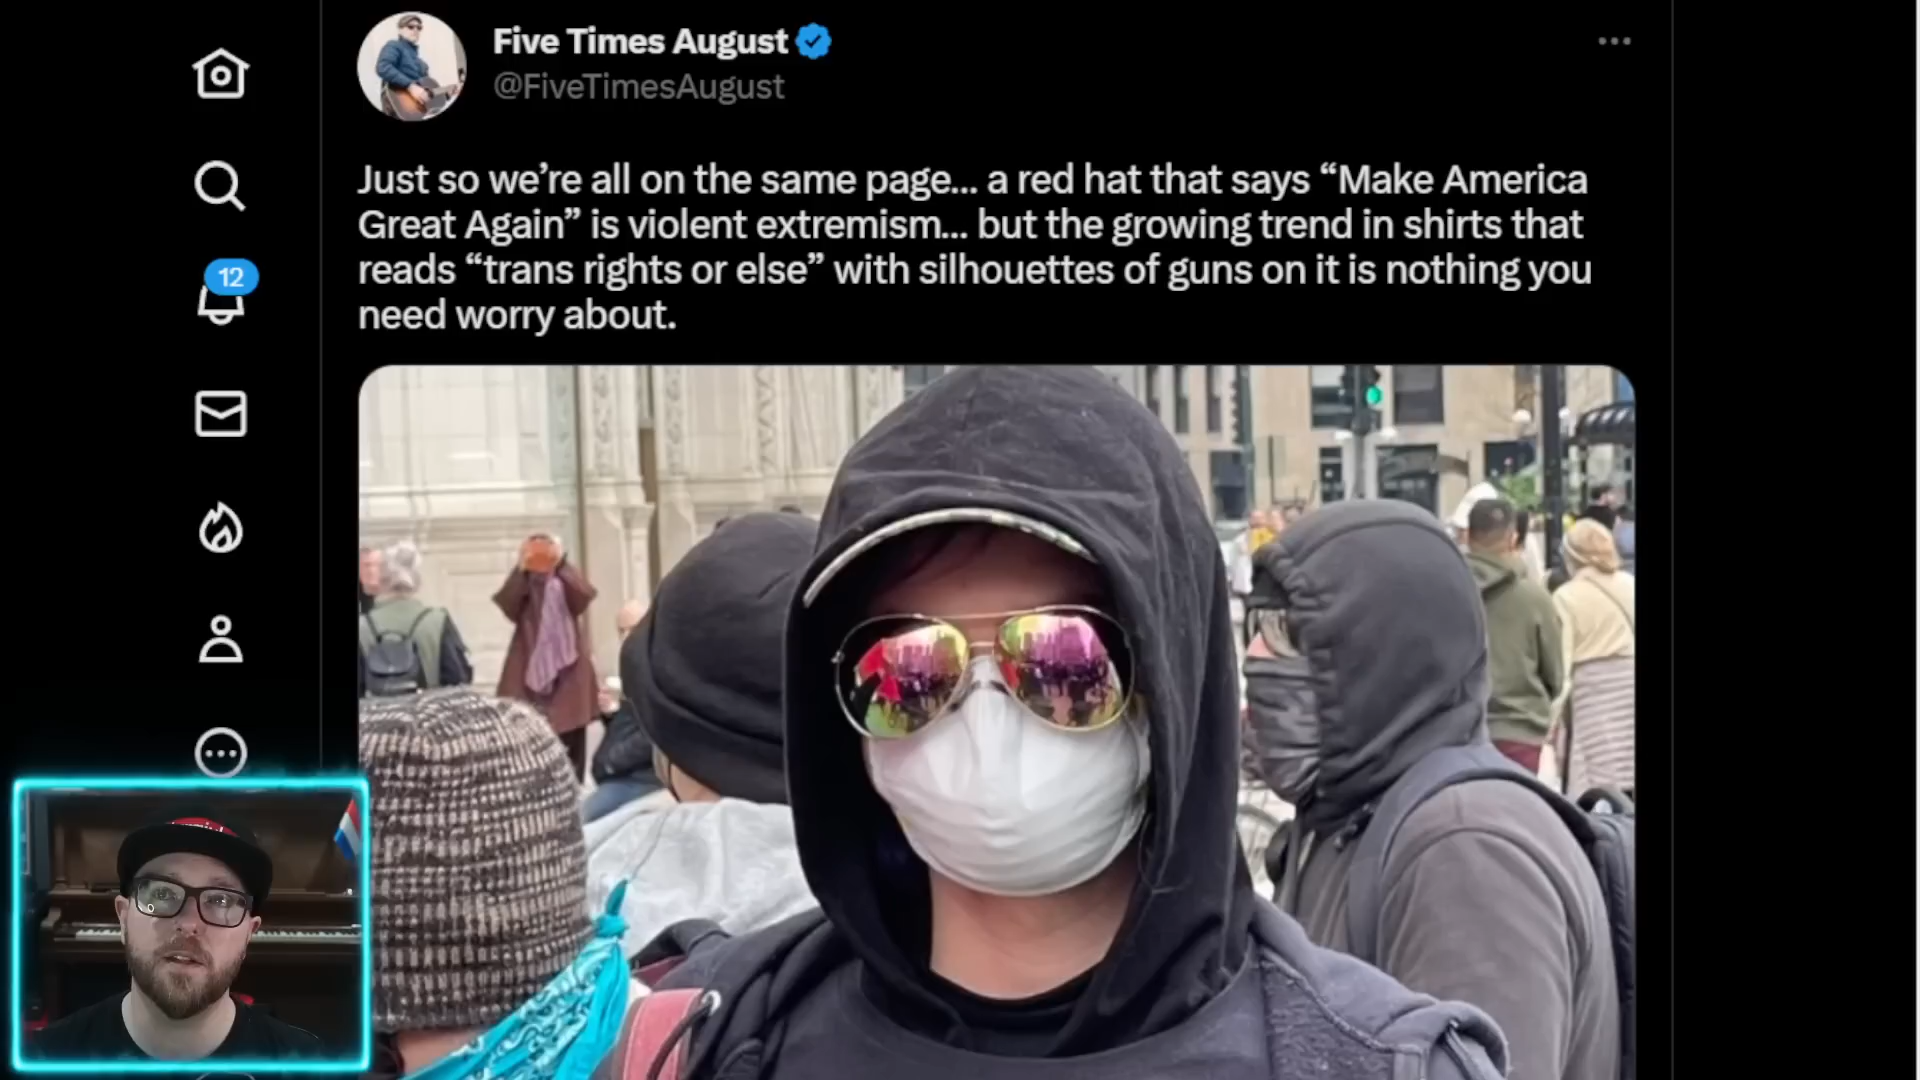 Five Times August
@FiveTimesAugust
Just so we’re all on the same page... a red hat that says “Make America
Great Again” is violent extremism... but the growing trend in shirts that
reads “trans rights or else” with silhouettes of guns on it is nothing you
need worry about.
12